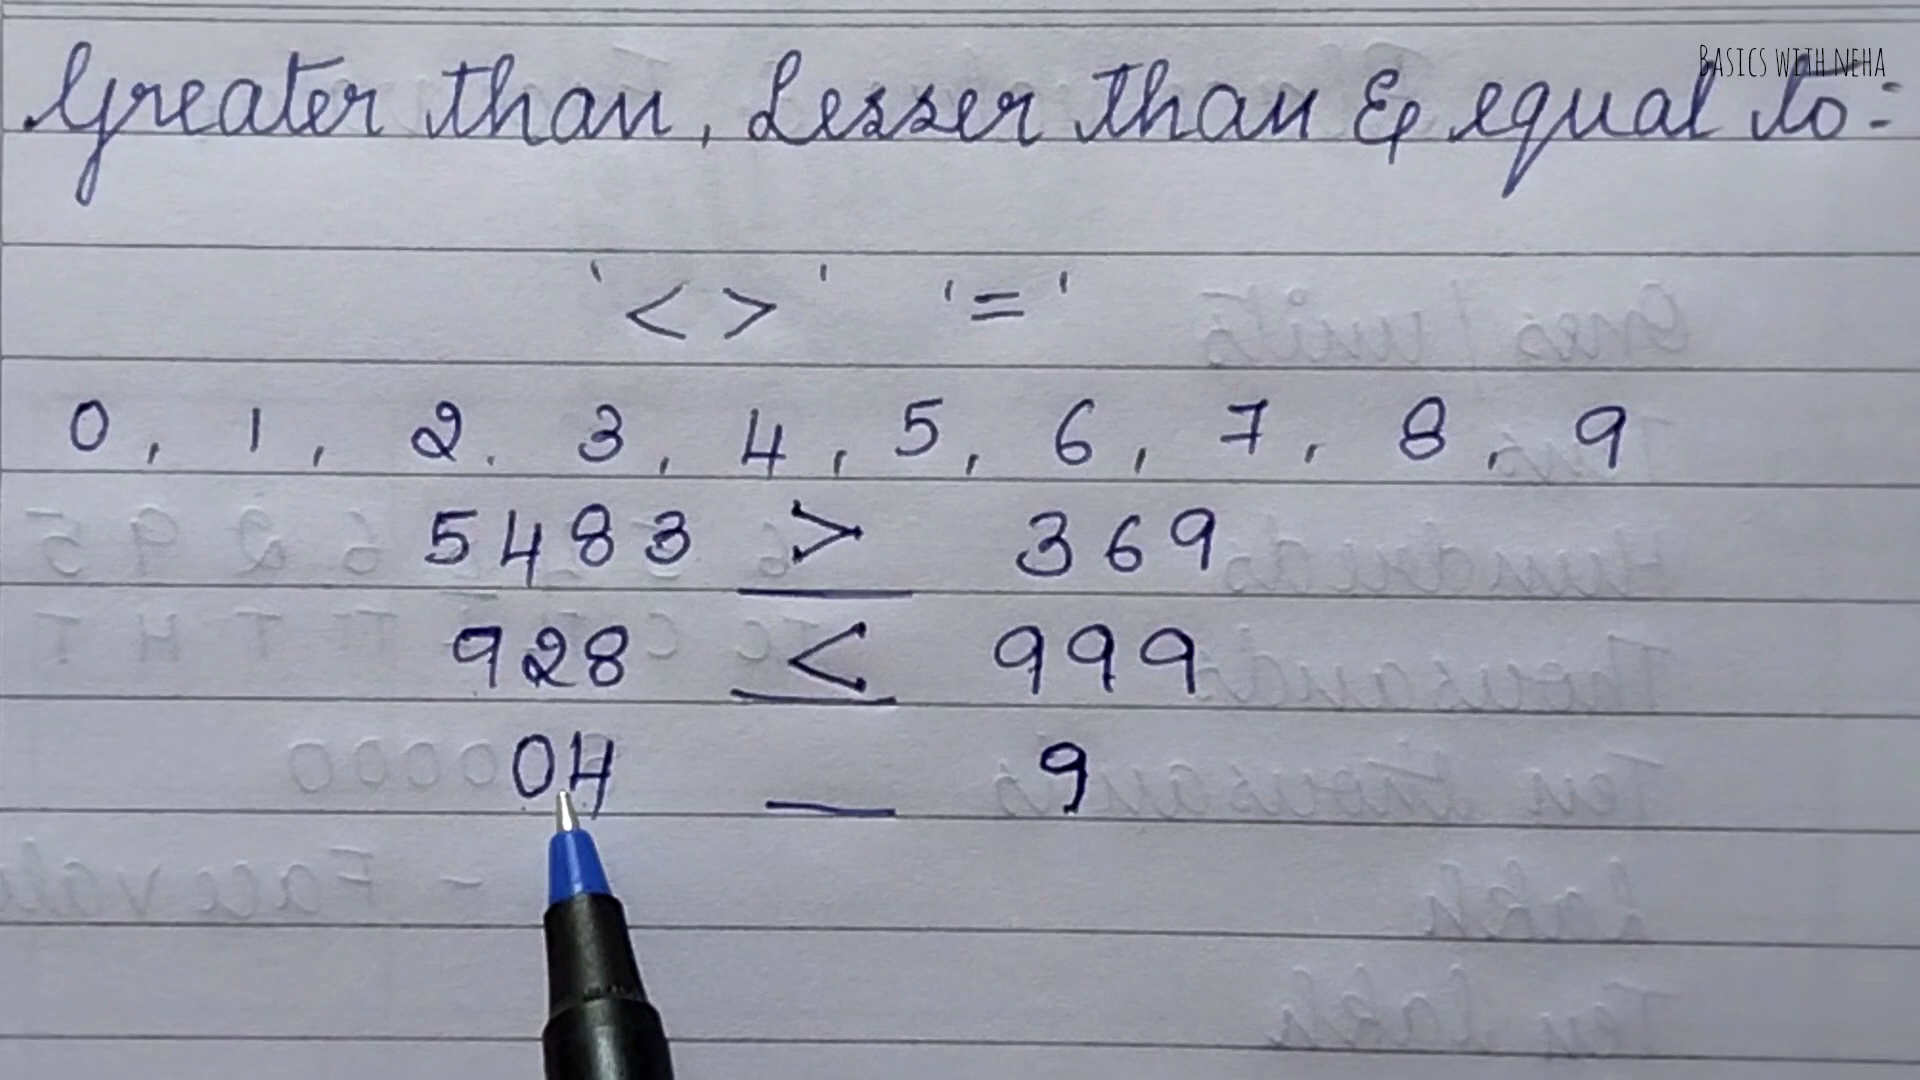 BASICS WITH NEHA
Greater than, Lesser than & equal to:
'< >' '='
0, 1, 2. 3, 4, 5, 6, 7, 8, 9
5483 > 369
928 < 999
04 _ 9